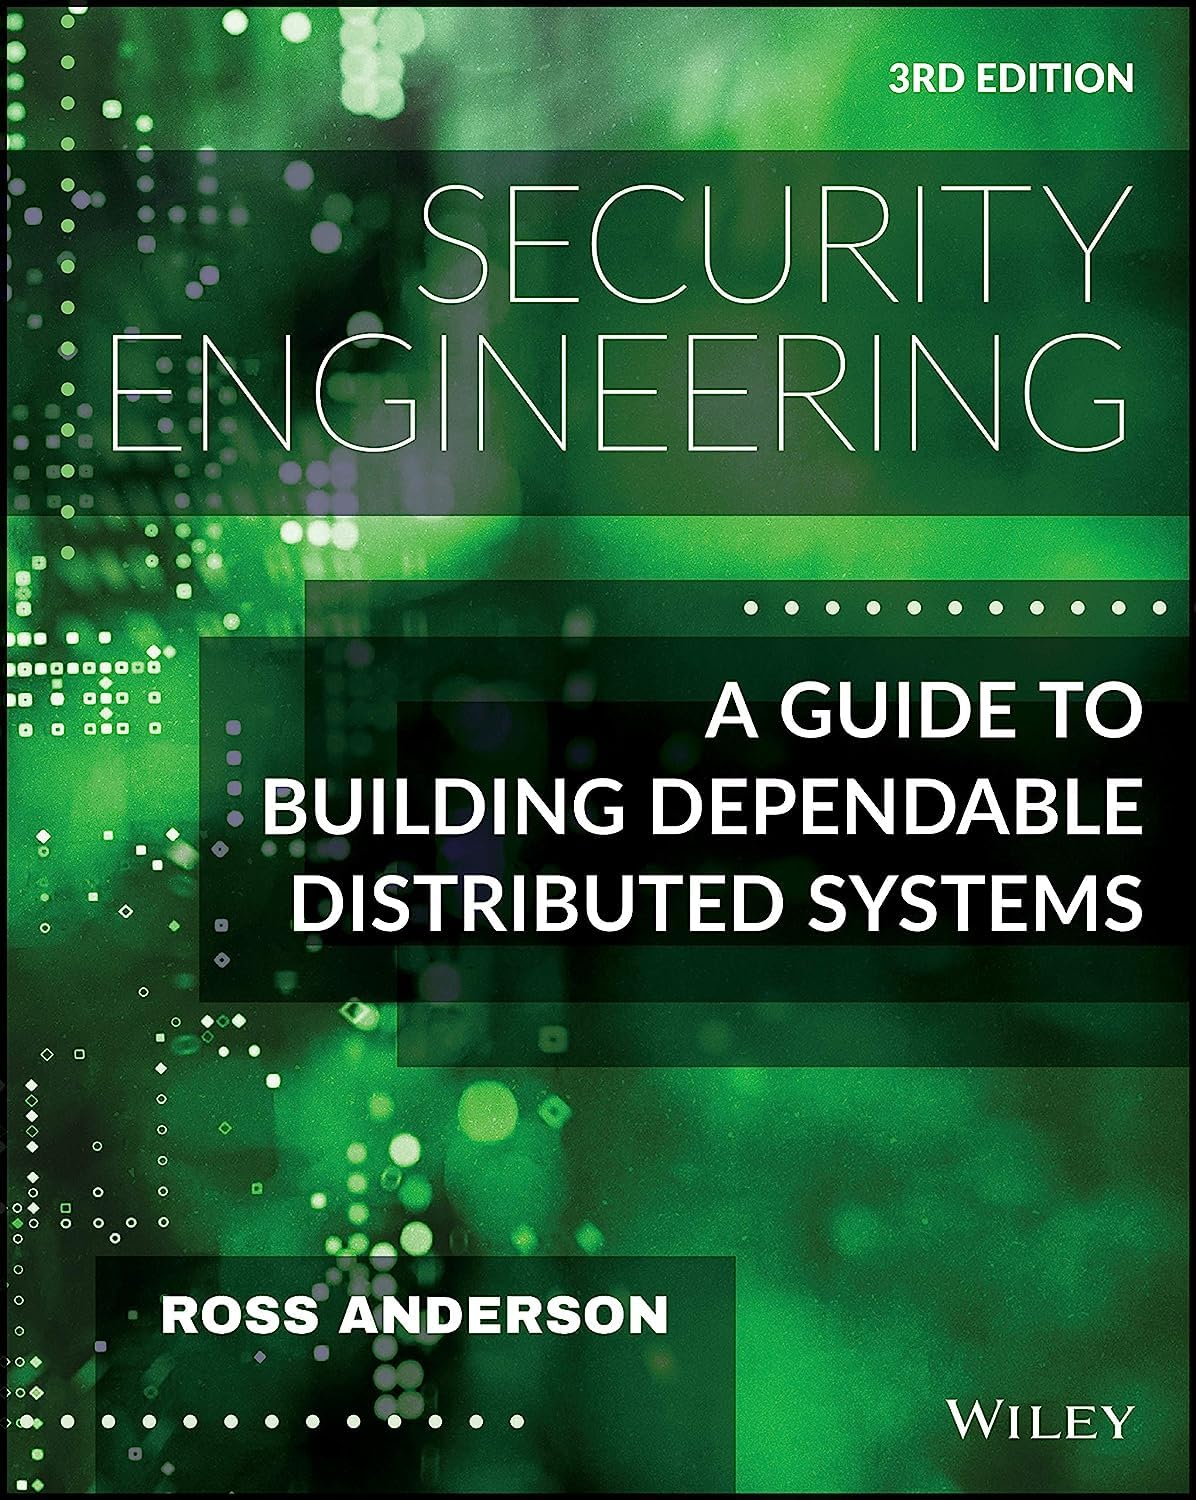 3RD EDITION
SECURITY
ENGINEERING
A GUIDE TO
BUILDING DEPENDABLE
DISTRIBUTED SYSTEMS
ROSS ANDERSON
WILEY